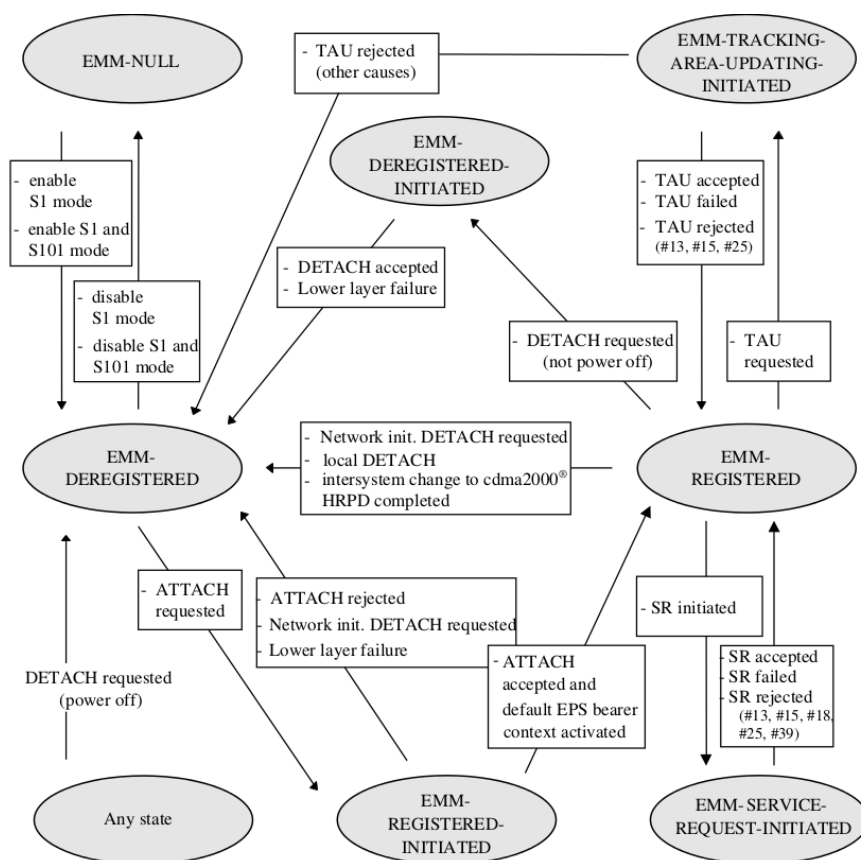 EMM-NULL
- TAU rejected
(other causes)
EMM-TRACKING-
AREA-UPDATING-
INITIATED
EMM-
DEREGISTERED-
INITIATED
- enable
S1 mode
- enable S1 and
S101 mode
- TAU accepted
- TAU failed
- TAU rejected
(#13, #15, #25)
- DETACH accepted
- Lower layer failure
- disable
S1 mode
- disable S1 and
S101 mode
- DETACH requested
(not power off)
- TAU
requested
EMM-
DEREGISTERED
- Network init. DETACH requested
- local DETACH
- intersystem change to cdma2000®
HRPD completed
EMM-
REGISTERED
- ATTACH
requested
- ATTACH rejected
- Network init. DETACH requested
- Lower layer failure
- SR initiated
DETACH requested
(power off)
- ATTACH
accepted and
default EPS bearer
context activated
- SR accepted
- SR failed
- SR rejected
(#13, #15, #18,
#25, #39)
Any state
EMM-
REGISTERED-
INITIATED
EMM-SERVICE-
REQUEST-INITIATED